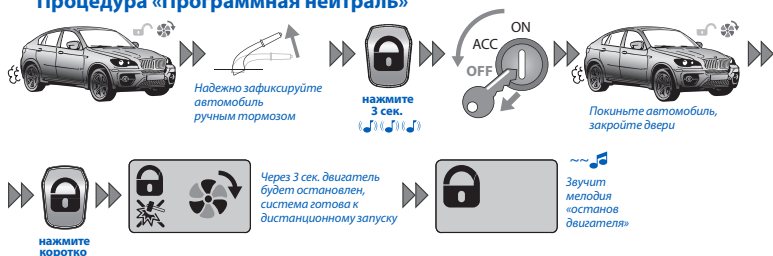 Процедура «Программная нейтраль»
Надежно зафиксируйте
автомобиль
ручным тормозом
нажмите
3 сек.
ON
ACC
OFF
Покиньте автомобиль,
закройте двери
нажмите
коротко
Через 3 сек. двигатель
будет остановлен,
система готова к
дистанционному запуску
Звучит
мелодия
«останов
двигателя»